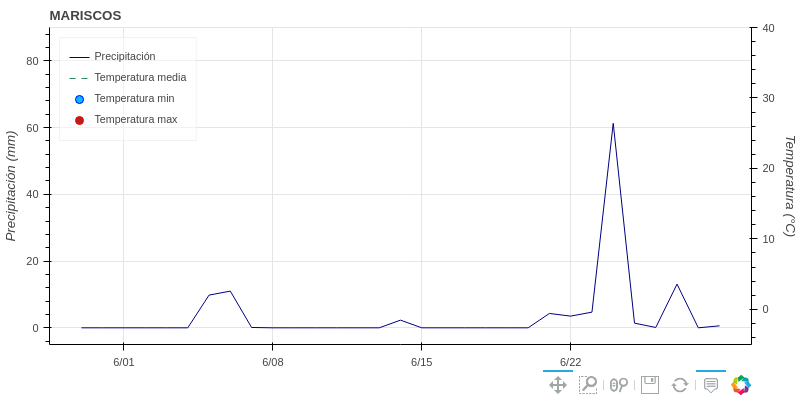 MARISCOS
Precipitación
Temperatura media
Temperatura min
Temperatura max
Precipitación (mm)
80
60
40
20
0
Temperatura (°C)
40
30
20
10
0
6/01
6/08
6/15
6/22